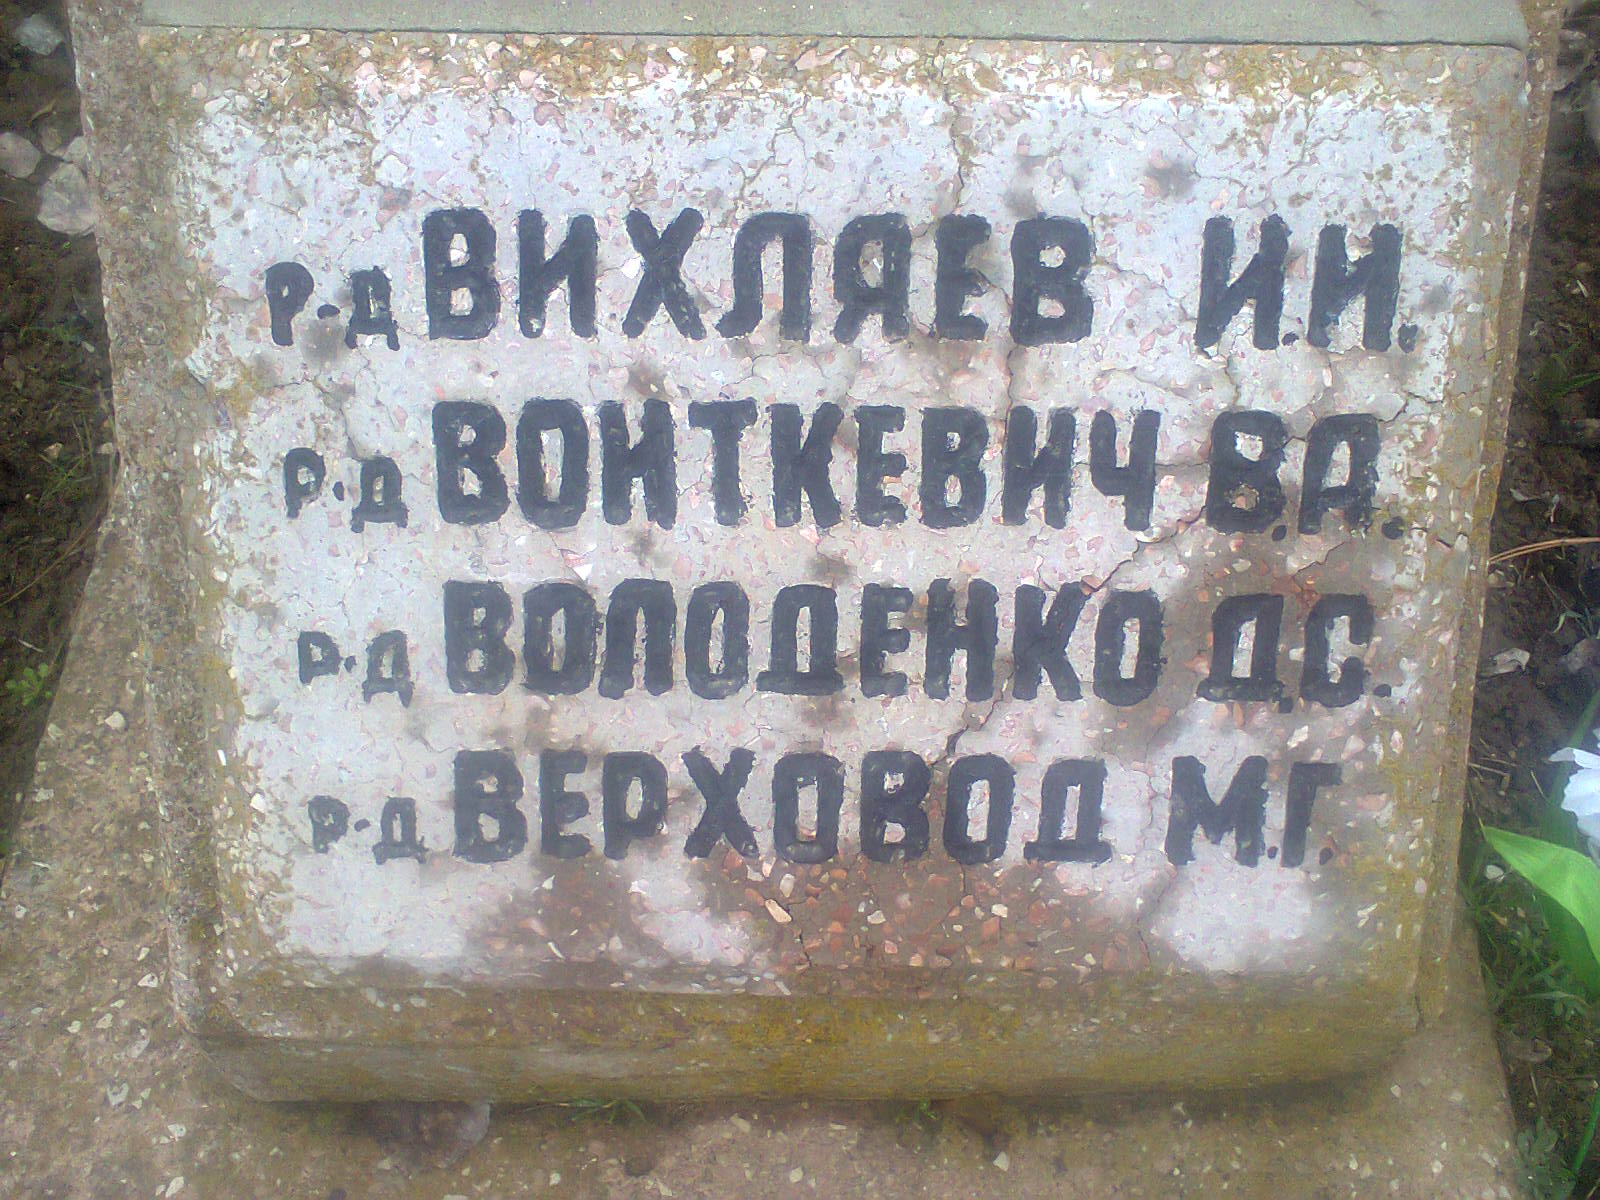 р-д ВИХЛЯЕВ И.И.
р-д ВОИТКЕВИЧ В.А.
р-д ВОЛОДЕНКО Д.С.
р-д ВЕРХОВОД М.Г.